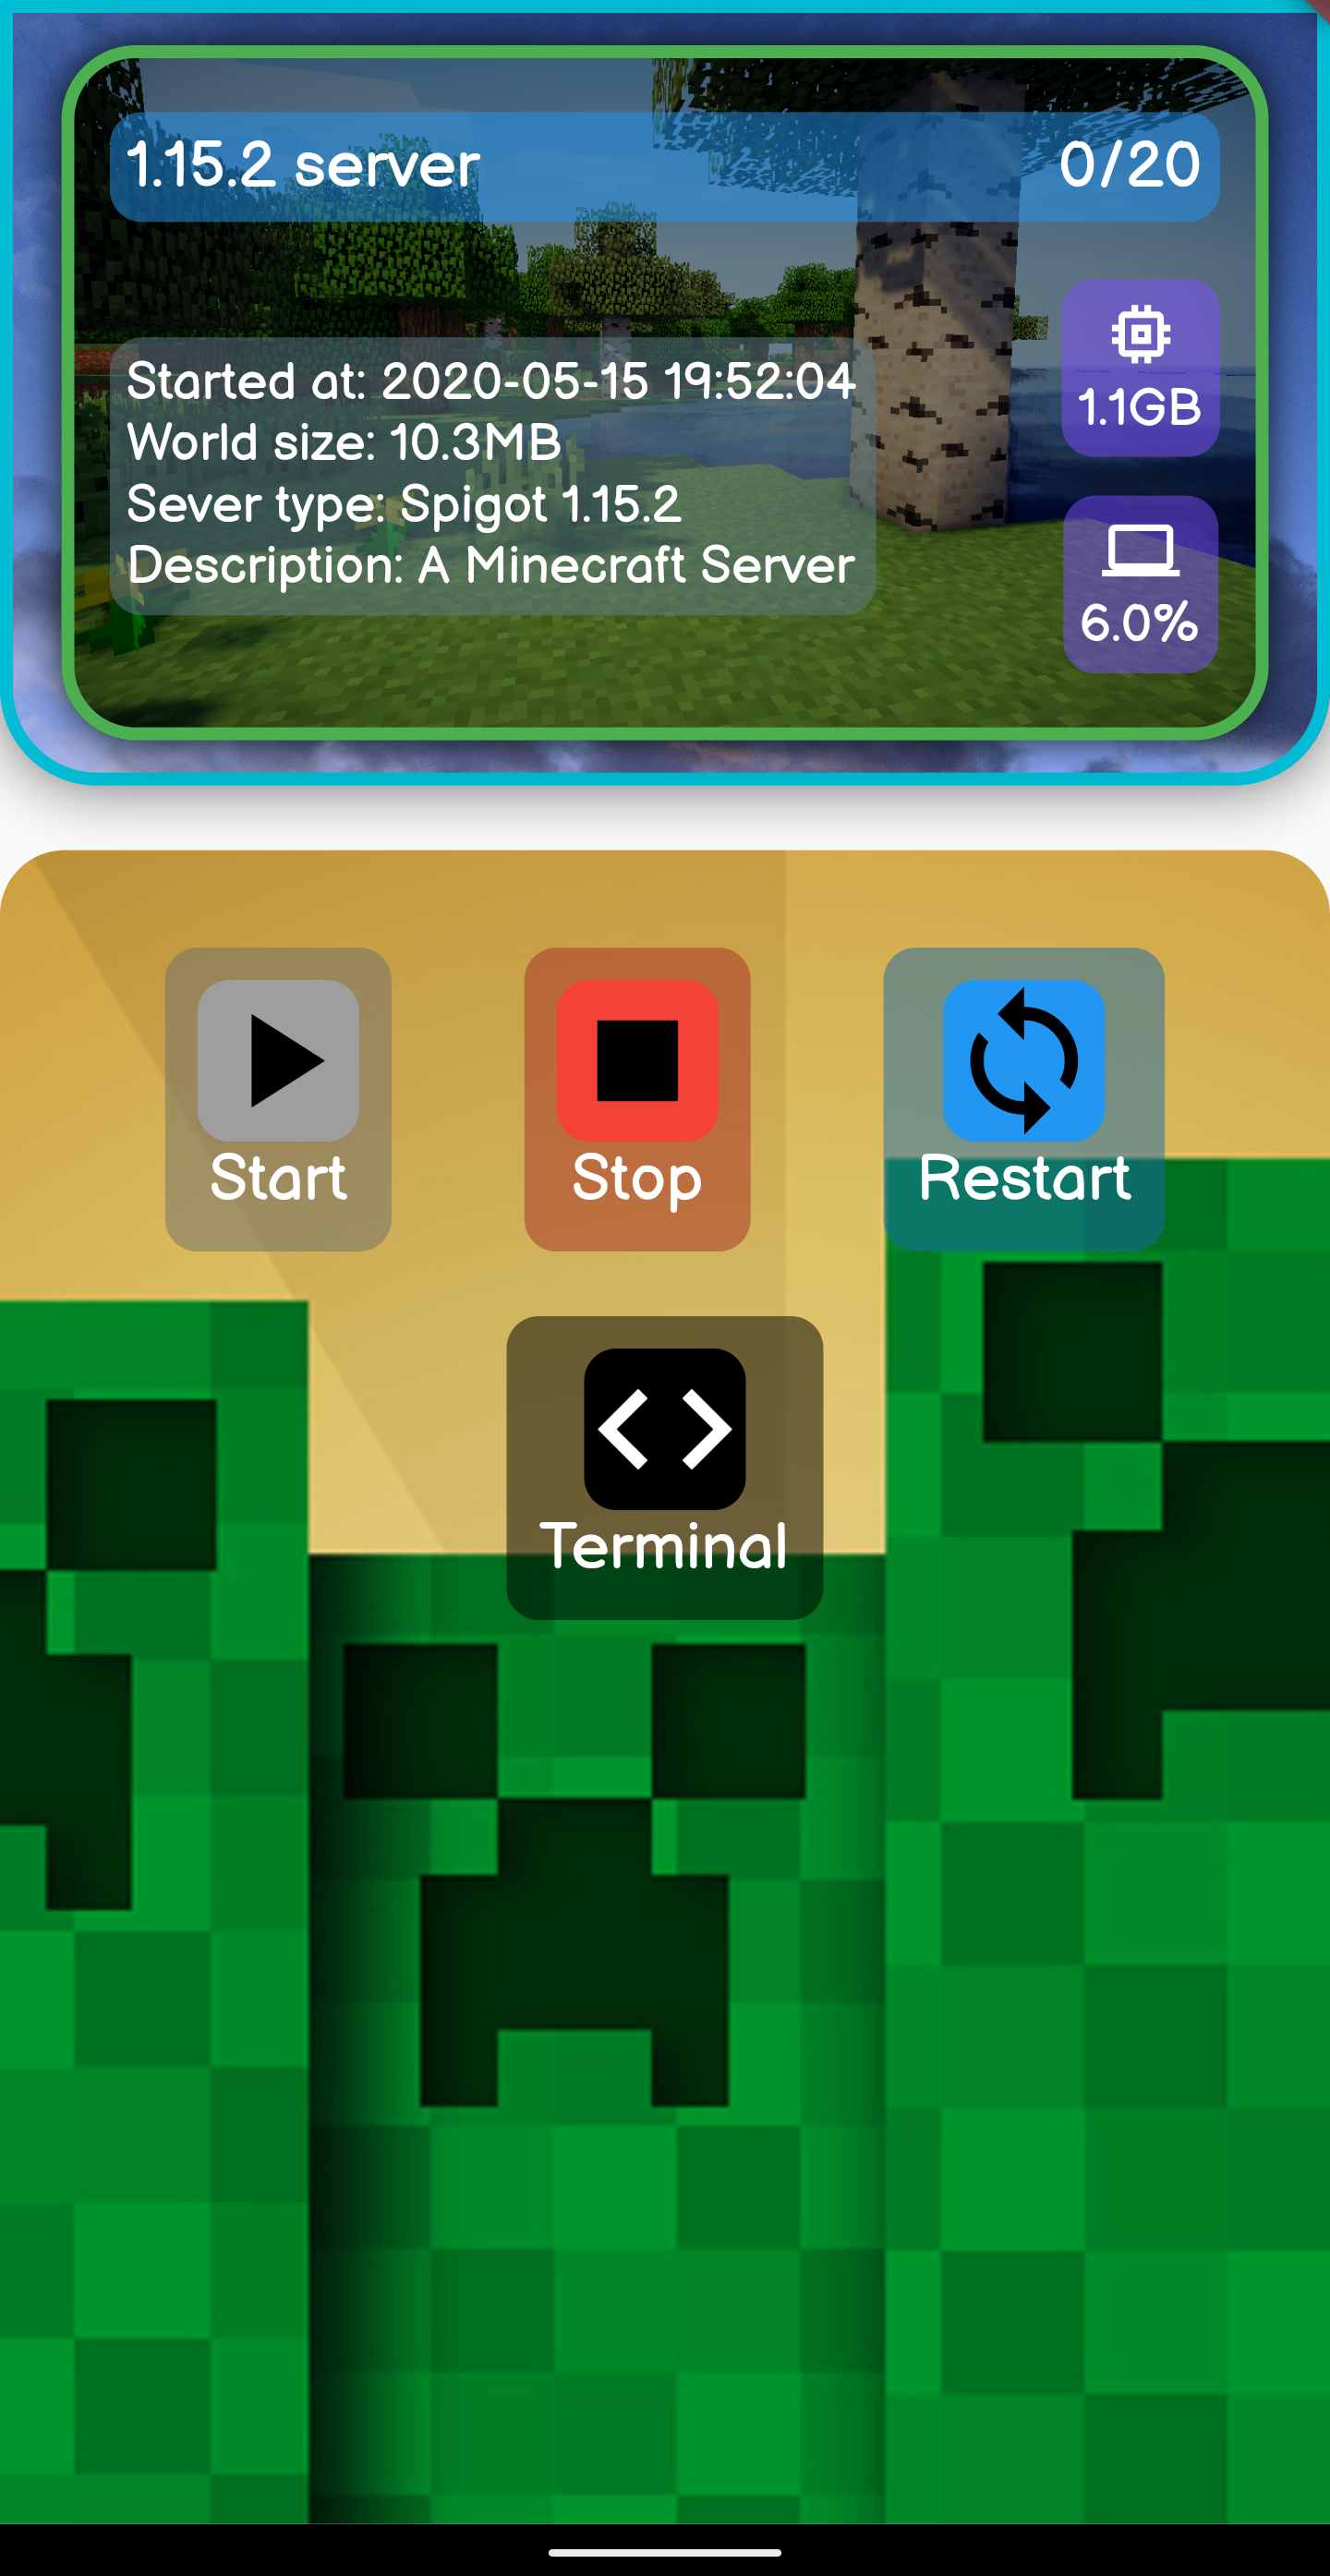 1.15.2 server 0/20
Started at: 2020-05-15 19:52:04
World size: 10.3MB
Sever type: Spigot 1.15.2
Description: A Minecraft Server
1.1GB
6.0%
Start Stop Restart
Terminal